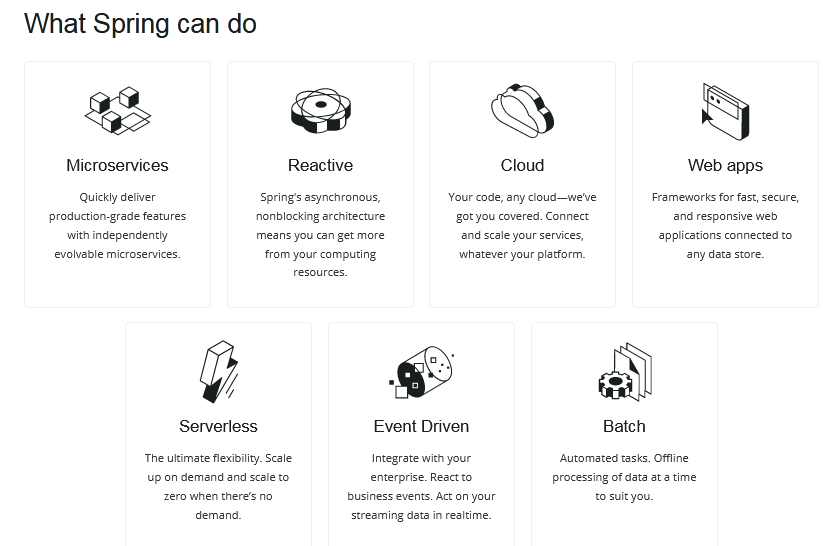 What Spring can do
Microservices
Quickly deliver
production-grade features
with independently
evolvable microservices.
Reactive
Spring's asynchronous,
nonblocking architecture
means you can get more
from your computing
resources.
Cloud
Your code, any cloud—we've
got you covered. Connect
and scale your services,
whatever your platform.
Web apps
Frameworks for fast, secure,
and responsive web
applications connected to
any data store.
Serverless
The ultimate flexibility. Scale
up on demand and scale to
zero when there's no
demand.
Event Driven
Integrate with your
enterprise. React to
business events. Act on your
streaming data in realtime.
Batch
Automated tasks. Offline
processing of data at a time
to suit you.